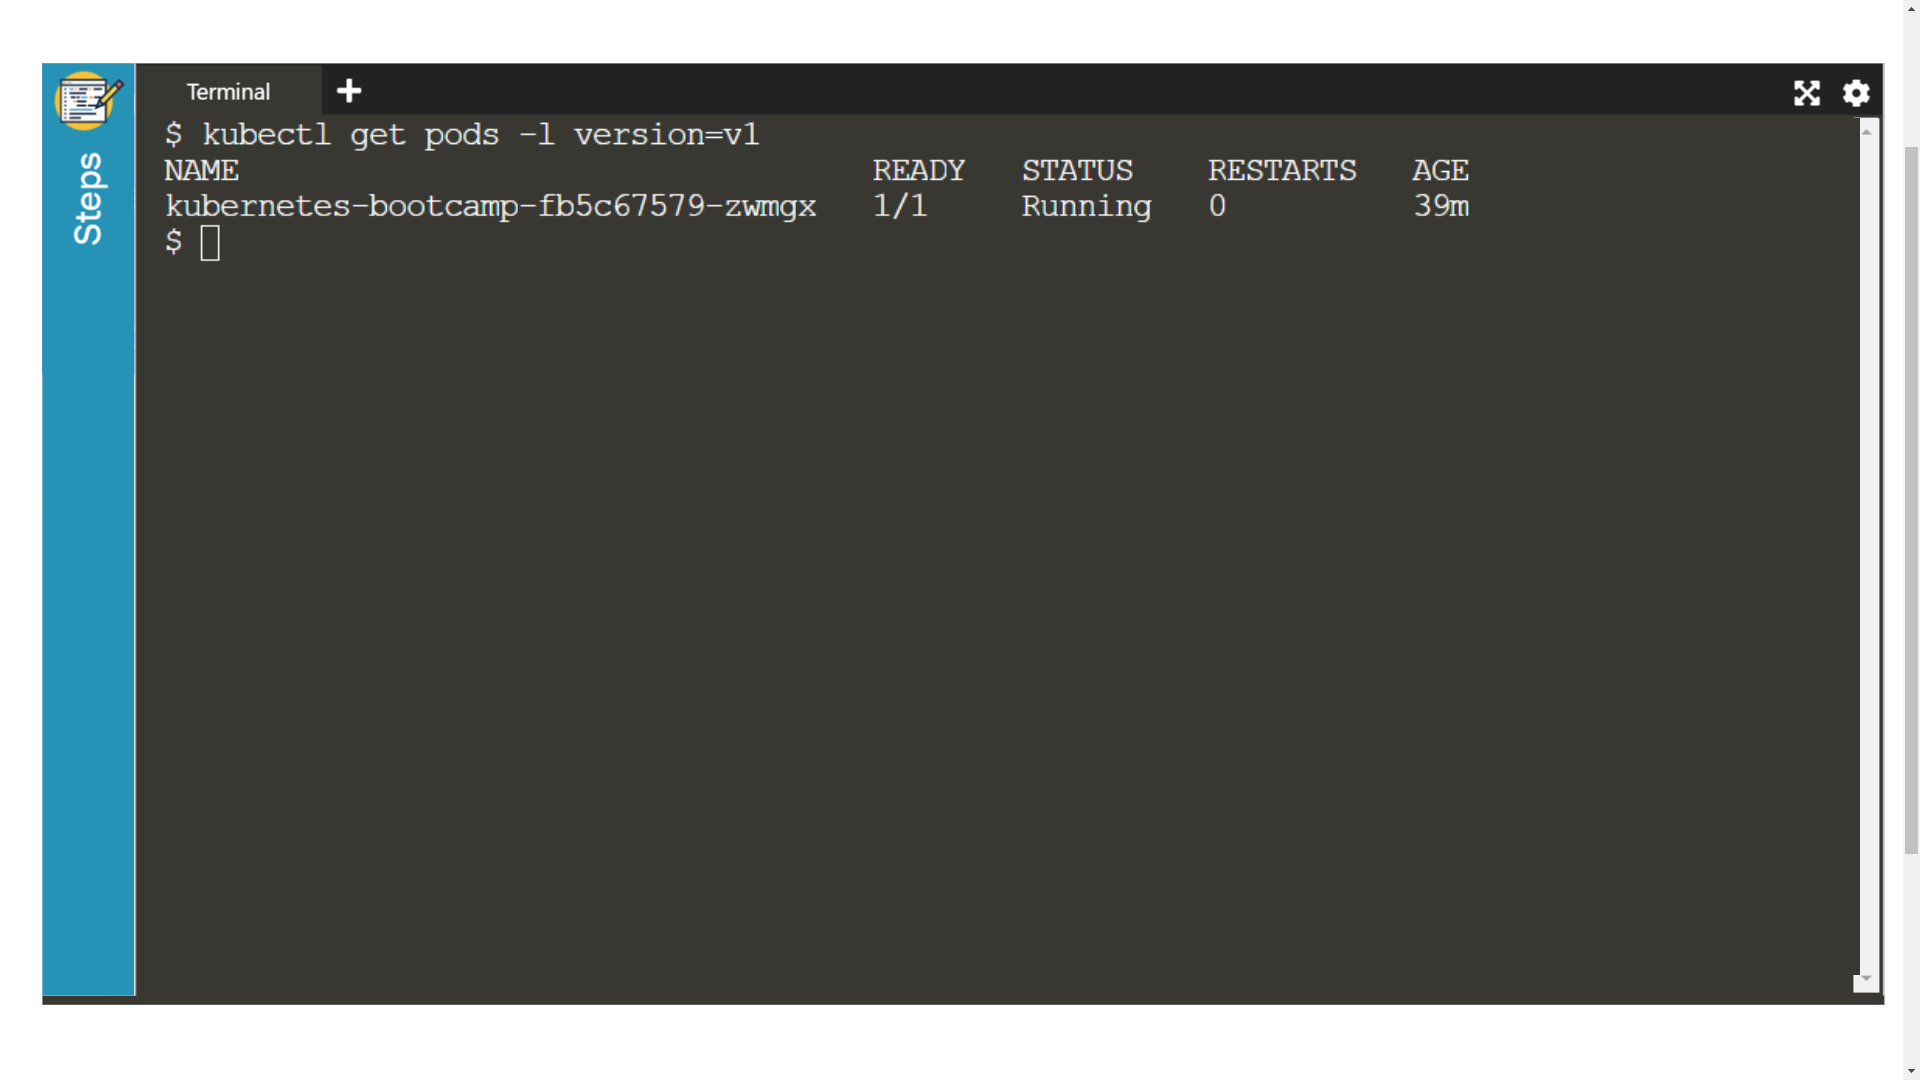 Terminal
Steps
$ kubectl get pods -l version=v1
NAME READY STATUS RESTARTS AGE
kubernetes-bootcamp-fb5c67579-zwmgx 1/1 Running 0 39m
$